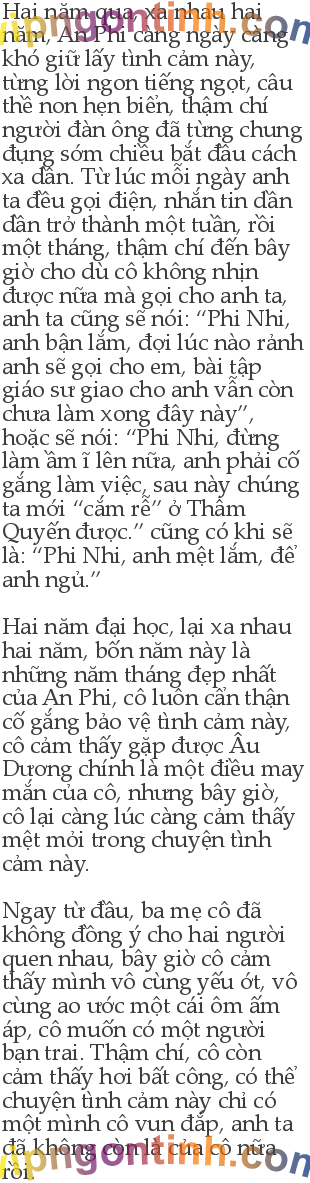 Hai năm qua, xa nhau hai
năm, An Phi càng ngày càng
khó giữ lấy tình cảm này,
từng lời ngon tiếng ngọt, câu
thề non hẹn biển, thậm chí
người đàn ông đã từng chung
đụng sớm chiều bắt đầu cách
xa dần. Từ lúc mỗi ngày anh
ta đều gọi điện, nhắn tin dần
dần trở thành một tuần, rồi
một tháng, thậm chí đến bây
giờ cho dù cô không nhịn
được nữa mà gọi cho anh ta,
anh ta cũng sẽ nói: “Phi Nhi,
anh bận lắm, đợi lúc nào rảnh
anh sẽ gọi cho em, bài tập
giáo sư giao cho anh vẫn còn
chưa làm xong đây này”,
hoặc sẽ nói: “Phi Nhi, đừng
làm ầm ĩ lên nữa, anh phải cố
gắng làm việc, sau này chúng
ta mới “cắm rễ” ở Thẩm
Quyến được.” cũng có khi sẽ
là: “Phi Nhi, anh mệt lắm, để
anh ngủ.”
Hai năm đại học, lại xa nhau
hai năm, bốn năm này là
những năm tháng đẹp nhất
của An Phi, cô luôn cẩn thận
cố gắng bảo vệ tình cảm này,
cô cảm thấy gặp được Âu
Dương chính là một điều may
mắn của cô, nhưng bây giờ,
cô lại càng lúc càng cảm thấy
mệt mỏi trong chuyện tình
cảm này.
Ngay từ đầu, ba mẹ cô đã
không đồng ý cho hai người
quen nhau, bây giờ cô cảm
thấy mình vô cùng yếu ớt, vô
cùng ao ước một cái ôm ấm
áp, cô muốn có một người
bạn trai. Thậm chí, cô còn
cảm thấy hơi bất công, có thể
chuyện tình cảm này chỉ có
một mình cô vun đắp, anh ta
đã không còn là của cô nữa
rồi.
vipngontinh.com
vipngontinh.com